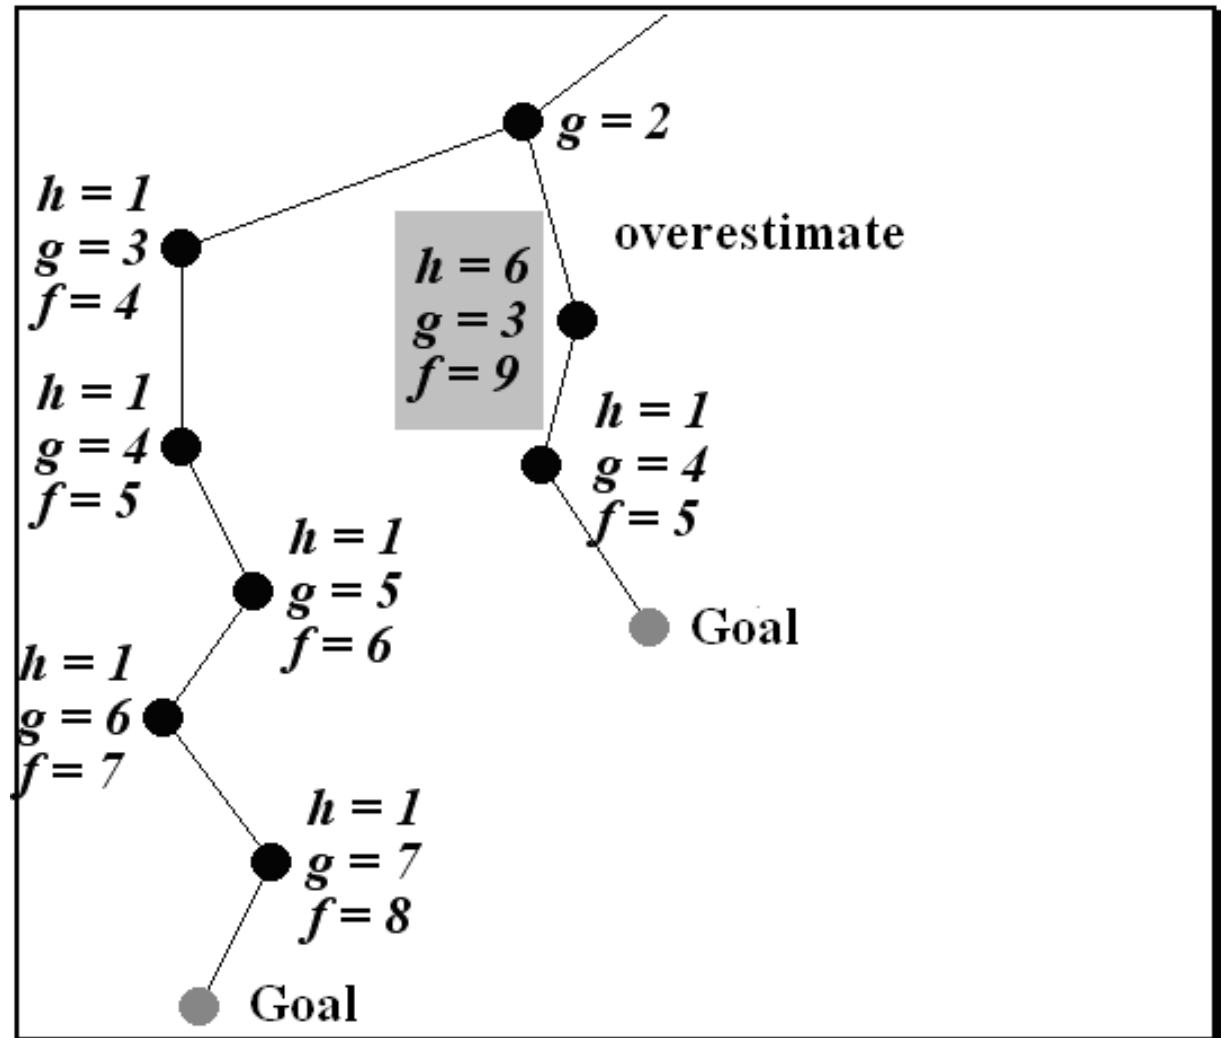 g = 2
h = 1
g = 3
f = 4
overestimate
h = 6
g = 3
f = 9
h = 1
g = 4
f = 5
h = 1
g = 4
f = 5
h = 1
g = 5
f = 6
Goal
h = 1
g = 6
f = 7
h = 1
g = 7
f = 8
Goal